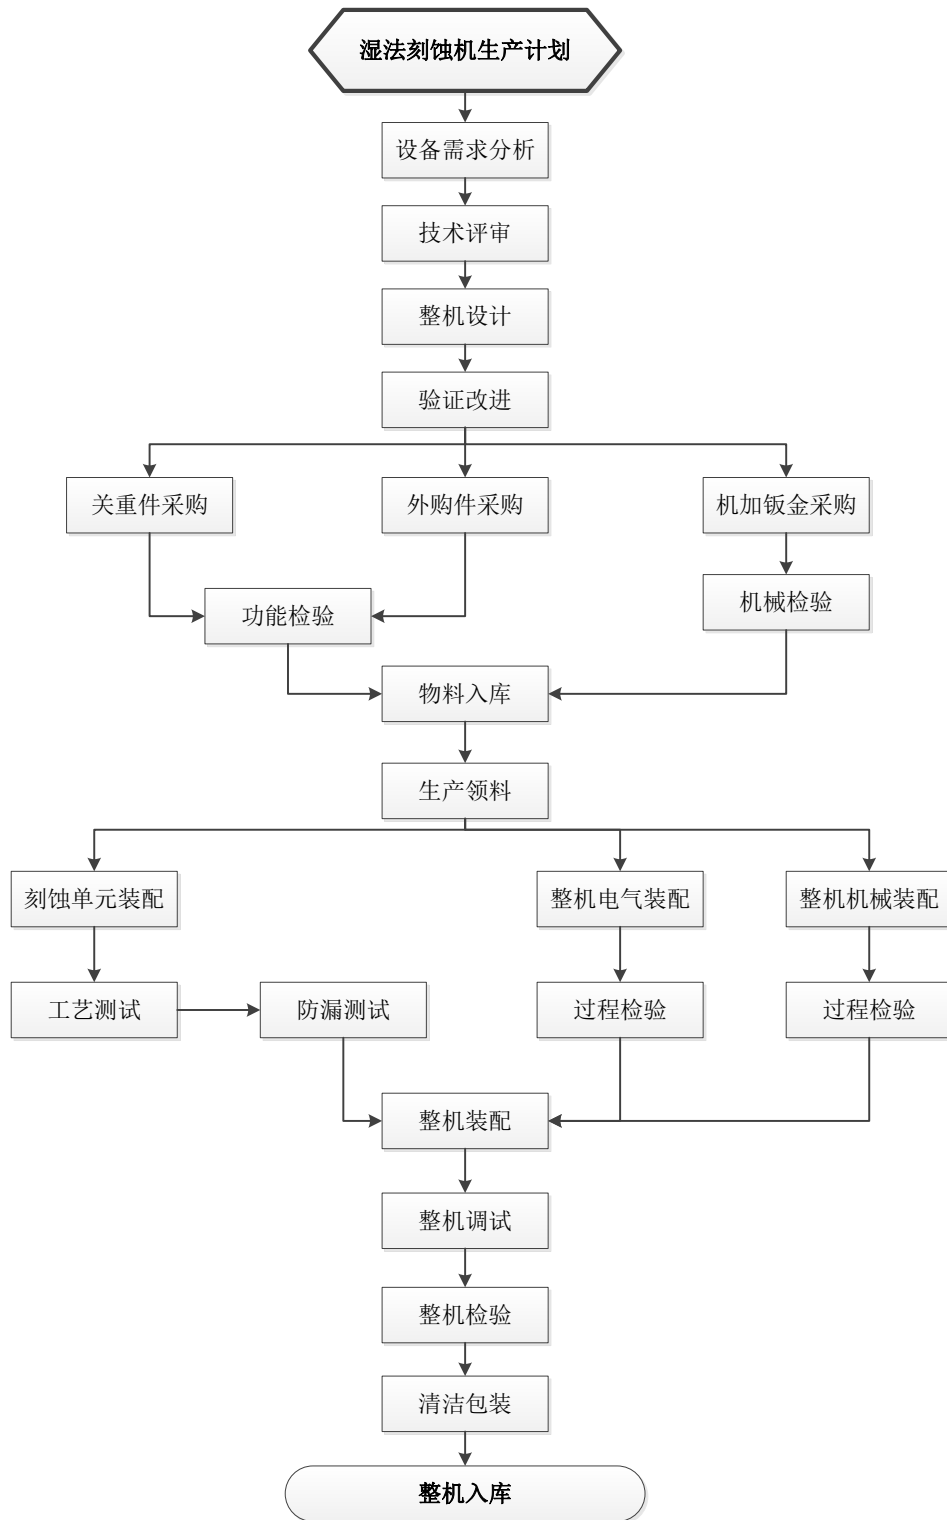 湿法刻蚀机生产计划
设备需求分析
技术评审
整机设计
验证改进
关重件采购
外购件采购
机加钣金采购
功能检验
机械检验
物料入库
生产领料
刻蚀单元装配
整机电气装配
整机机械装配
工艺测试
防漏测试
过程检验
过程检验
整机装配
整机调试
整机检验
清洁包装
整机入库